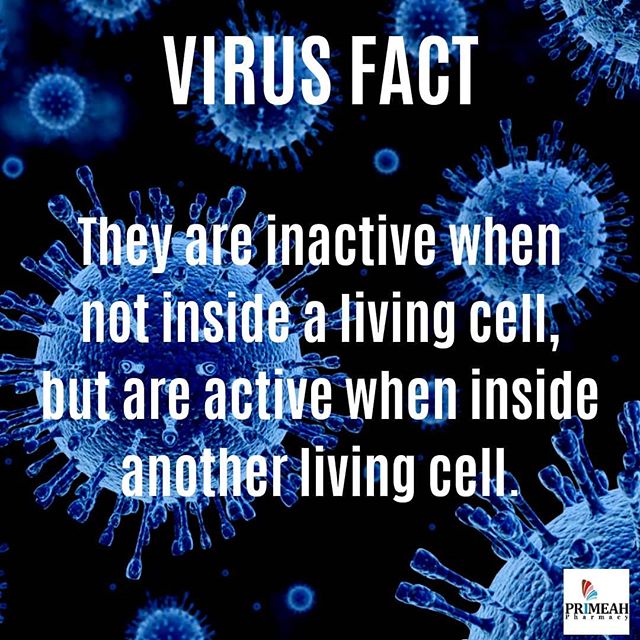 VIRUS FACT
They are inactive when
not inside a living cell,
but are active when inside
another living cell.
PRIMEAH
Pharmacy